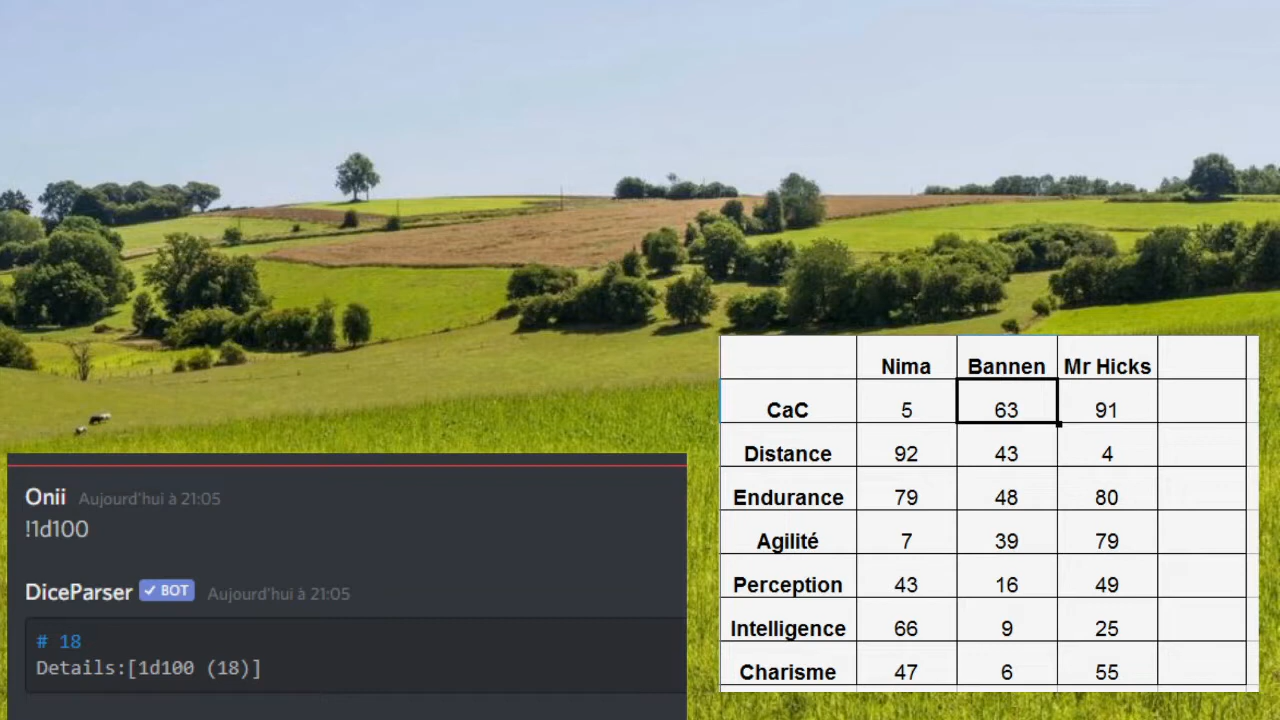 Nima Bannen Mr Hicks
CaC 5 63 91
Distance 92 43 4
Endurance 79 48 80
Agilité 7 39 79
Perception 43 16 49
Intelligence 66 9 25
Charisme 47 6 55
Onii Aujourd'hui à 21:05
!1d100
DiceParser ✓ BOT Aujourd'hui à 21:05
# 18
Details:[1d100 (18)]